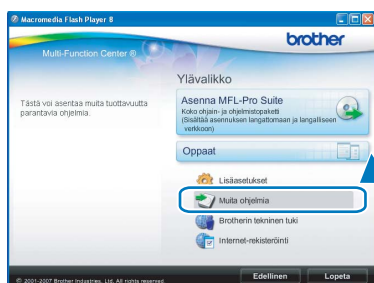 Macromedia Flash Player 8
brother
Multi-Function Center ®
Ylävalikko
Tästä voi asentaa muita tuottavuutta
parantavia ohjelmia.
Asenna MFL-Pro Suite
Koko ohjain- ja ohjelmistopaketti
(Sisältää asennuksen langattomaan ja langalliseen
verkkoon)
Oppaat
Lisäasetukset
Muita ohjelmia
Brotherin tekninen tuki
Internet-rekisteröinti
© 2001-2007 Brother Industries, Ltd. All rights reserved.
Edellinen
Lopeta